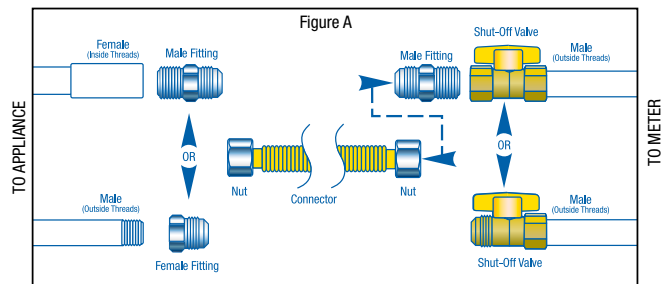 Figure A
Shut-Off Valve
Female
(Inside Threads)
Male Fitting
Male Fitting
Male
(Outside Threads)
TO APPLIANCE
TO METER
OR
OR
Nut
Connector
Nut
Male
(Outside Threads)
Male
(Outside Threads)
Female Fitting
Shut-Off Valve